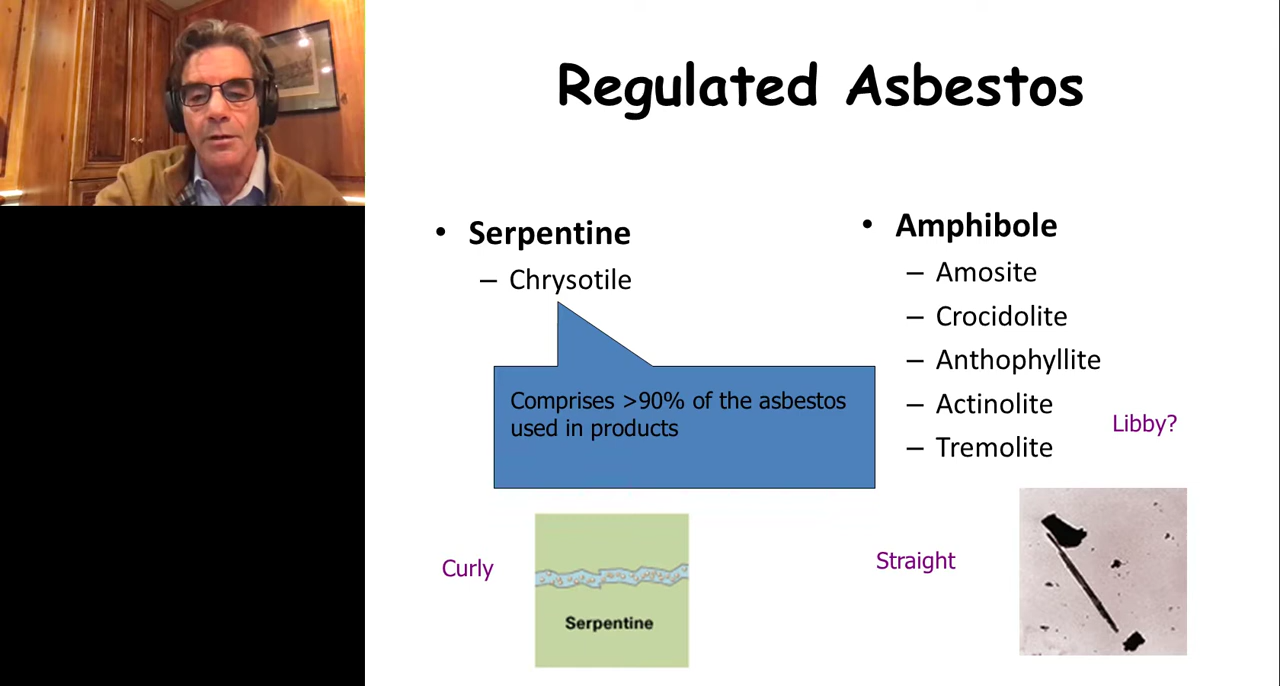 Regulated Asbestos
• Serpentine
– Chrysotile
Comprises >90% of the asbestos
used in products
Curly
Serpentine
• Amphibole
– Amosite
– Crocidolite
– Anthophyllite
– Actinolite
– Tremolite
Libby?
Straight